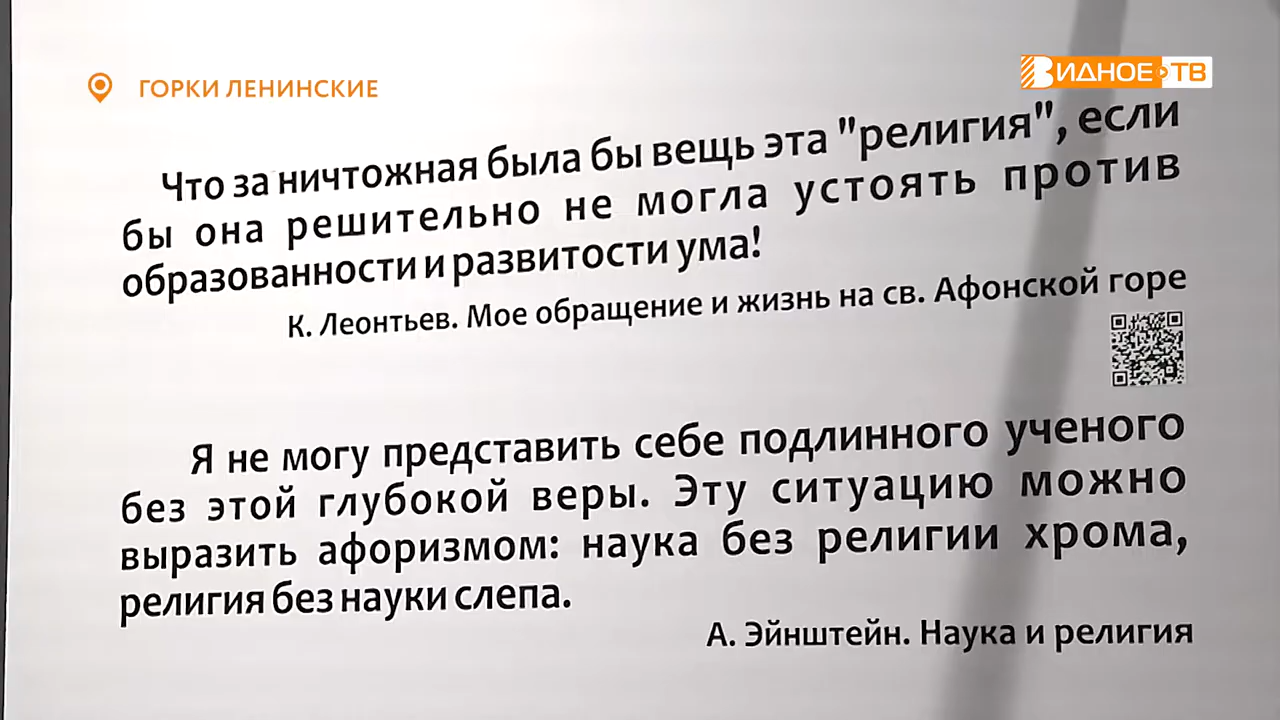 ГОРКИ ЛЕНИНСКИЕ
ВИДНОЕ ТВ
Что за ничтожная была бы вещь эта "религия", если
бы она решительно не могла устоять против
образованности и развитости ума!
К. Леонтьев. Мое обращение и жизнь на св. Афонской горе
Я не могу представить себе подлинного ученого
без этой глубокой веры. Эту ситуацию можно
выразить афоризмом: наука без религии хрома,
религия без науки слепа.
А. Эйнштейн. Наука и религия